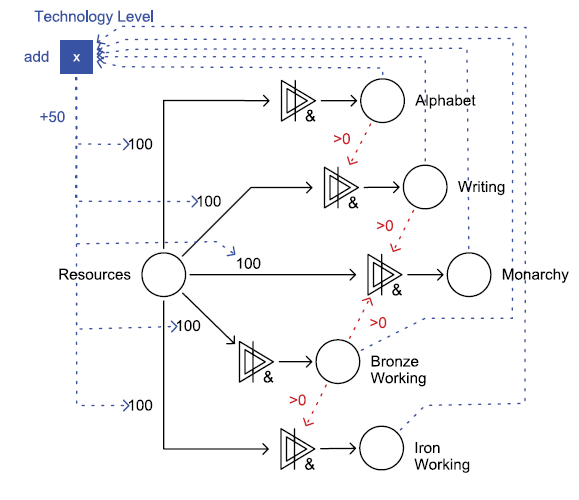 Technology Level
add
x
+50
&
Alphabet
100
>0
100
&
Writing
>0
100
Resources
&
Monarchy
>0
100
&
Bronze
Working
>0
100
&
Iron
Working